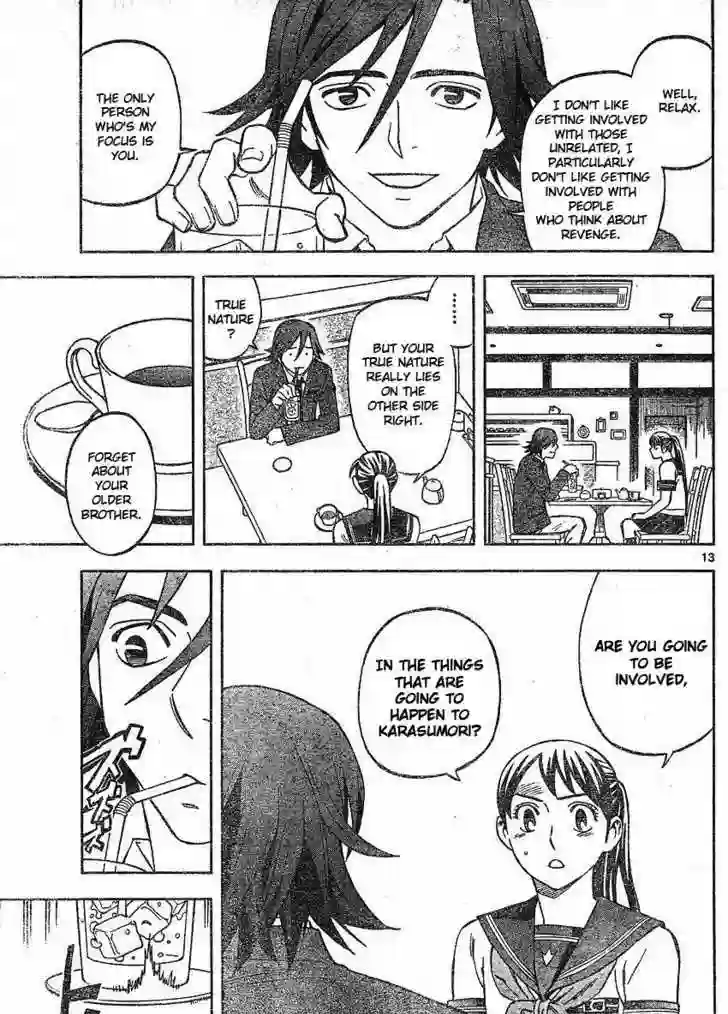 WELL,
RELAX.
I DON'T LIKE
GETTING INVOLVED
WITH THOSE
UNRELATED, I
PARTICULARLY
DON'T LIKE GETTING
INVOLVED WITH
PEOPLE
WHO THINK ABOUT
REVENGE.
THE ONLY
PERSON
WHO'S MY
FOCUS IS
YOU.
.....
BUT YOUR
TRUE NATURE
REALLY LIES
ON THE
OTHER SIDE
RIGHT.
TRUE
NATURE
?
FORGET
ABOUT
YOUR
OLDER
BROTHER.
13
ARE YOU GOING
TO BE
INVOLVED,
IN THE THINGS
THAT ARE
GOING TO
HAPPEN TO
KARASUMORI?
ズズズ